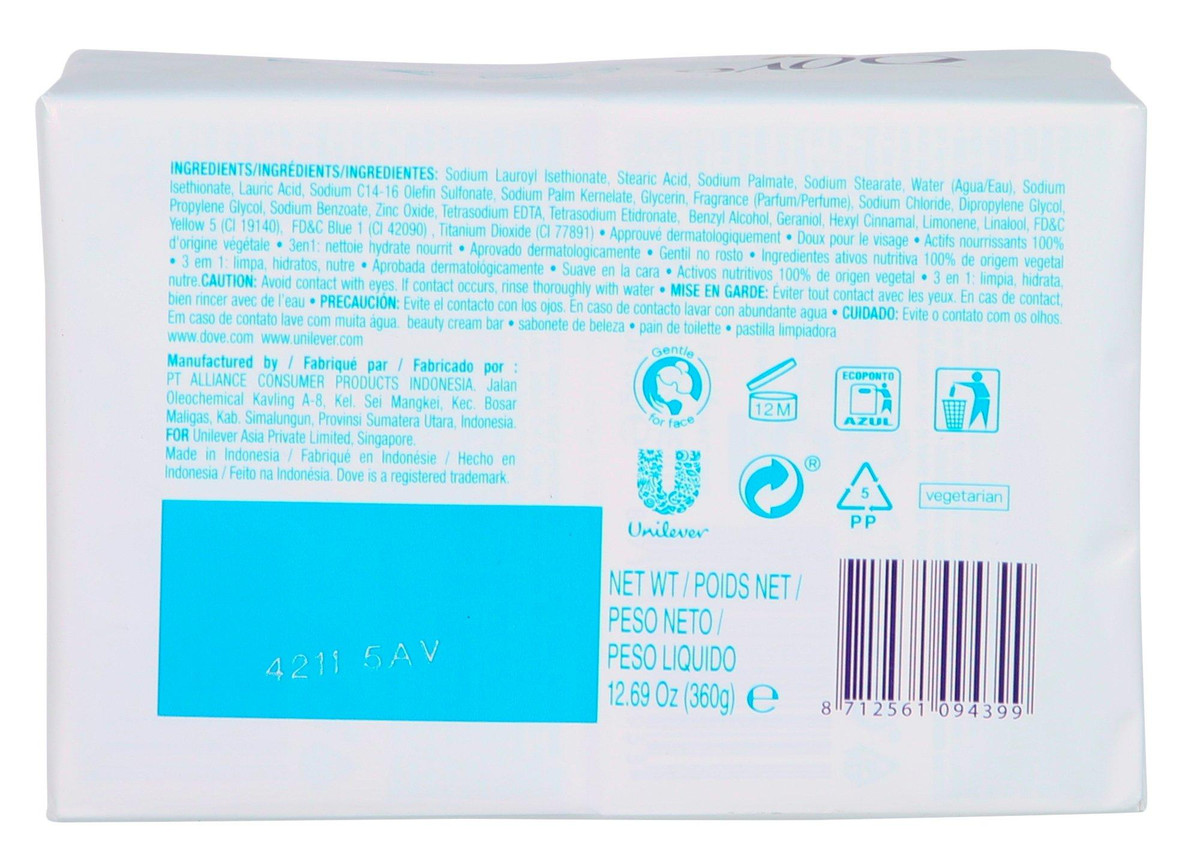 Dove
INGREDIENTS/INGRÉDIENTS/INGREDIENTES: Sodium Lauroyl Isethionate, Stearic Acid, Sodium Palmate, Sodium Stearate, Water (Agua/Eau), Sodium
Isethionate, Lauric Acid, Sodium C14-16 Olefin Sulfonate, Sodium Palm Kernelate, Glycerin, Fragrance (Parfum/Perfume), Sodium Chloride, Dipropylene Glycol,
Propylene Glycol, Sodium Benzoate, Zinc Oxide, Tetrasodium EDTA, Tetrasodium Etidronate, Benzyl Alcohol, Geraniol, Hexyl Cinnamal, Limonene, Linalool, FD&C
Yellow 5 (CI 19140), FD&C Blue 1 (CI 42090) , Titanium Dioxide (CI 77891) • Approuvé dermatologiquement • Doux pour le visage • Actifs nourrissants 100%
d'origine végétale • 3en1: nettoie hydrate nourrit • Aprovado dermatologicamente • Gentil no rosto • Ingredientes ativos nutritiva 100% de origem vegetal
• 3 em 1: limpa, hidratos, nutre • Aprobada dermatológicamente • Suave en la cara • Activos nutritivos 100% de origen vegetal • 3 en 1: limpia, hidrata,
nutre.CAUTION: Avoid contact with eyes. If contact occurs, rinse thoroughly with water • MISE EN GARDE: Éviter tout contact avec les yeux. En cas de contact,
bien rincer avec de l'eau • PRECAUCIÓN: Evite el contacto con los ojos. En caso de contacto lavar con abundante agua • CUIDADO: Evite o contato com os olhos.
Em caso de contato lave com muita água. beauty cream bar • sabonete de beleza • pain de toilette • pastilla limpiadora
www.dove.com www.unilever.com
Manufactured by / Fabriqué par / Fabricado por :
PT ALLIANCE CONSUMER PRODUCTS INDONESIA. Jalan
Oleochemical Kavling A-8, Kel. Sei Mangkei, Kec. Bosar
Maligas, Kab. Simalungun, Provinsi Sumatera Utara, Indonesia.
FOR Unilever Asia Private Limited, Singapore.
Made in Indonesia / Fabriqué en Indonésie / Hecho en
Indonesia / Feito na Indonésia. Dove is a registered trademark.
Gentle
for face
12M
ECOPONTO
AZUL
Unilever
®
5
PP
vegetarian
4211 5AV
NET WT / POIDS NET /
PESO NETO /
PESO LIQUIDO
12.69 Oz (360g) e
8 712561 094399